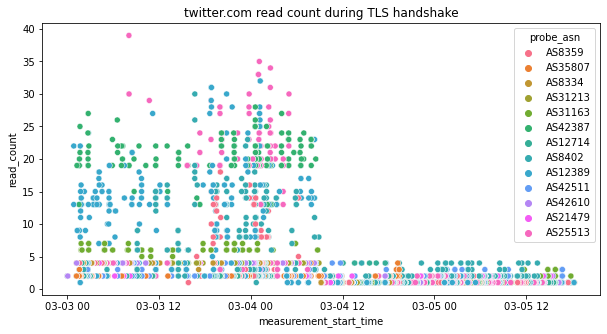 twitter.com read count during TLS handshake
read_count
40
35
30
25
20
15
10
5
0
probe_asn
AS8359
AS35807
AS8334
AS31213
AS31163
AS42387
AS12714
AS8402
AS12389
AS42511
AS42610
AS21479
AS25513
03-03 00
03-03 12
03-04 00
03-04 12
03-05 00
03-05 12
measurement_start_time